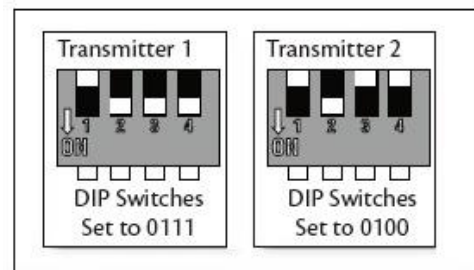 Transmitter 1
1 2 3 4
ON
DIP Switches
Set to 0111
Transmitter 2
1 2 3 4
ON
DIP Switches
Set to 0100